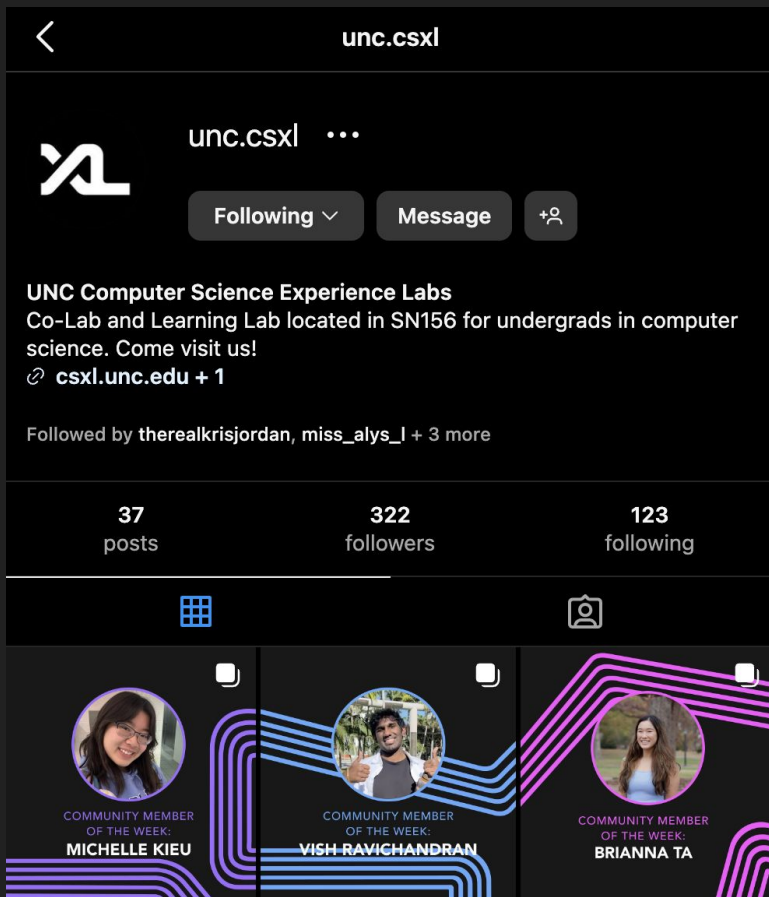 unc.csxl
XL
unc.csxl
Following
Message
UNC Computer Science Experience Labs
Co-Lab and Learning Lab located in SN156 for undergrads in computer
science. Come visit us!
csxl.unc.edu + 1
Followed by therealkrisjordan, miss_alys_l + 3 more
37
posts
322
followers
123
following
COMMUNITY MEMBER
OF THE WEEK:
MICHELLE KIEU
COMMUNITY MEMBER
OF THE WEEK:
VISH RAVICHANDRAN
COMMUNITY MEMBER
OF THE WEEK:
BRIANNA TA